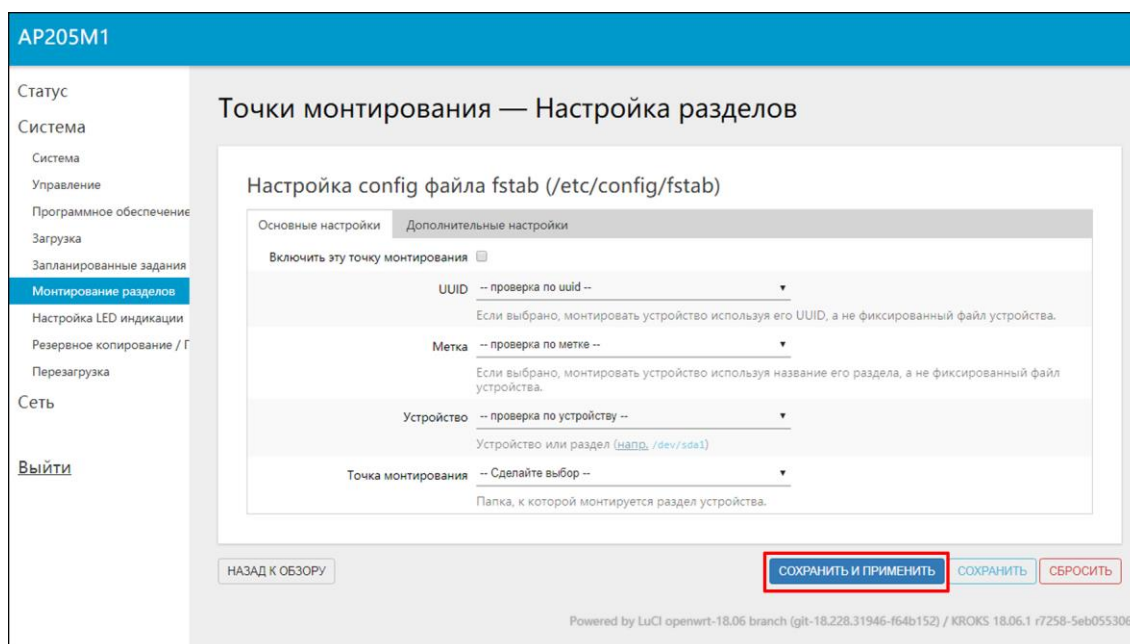 AP205M1
Статус
Система
Система
Управление
Программное обеспечение
Загрузка
Запланированные задания
Монтирование разделов
Настройка LED индикации
Резервное копирование / П
Перезагрузка
Сеть
Выйти
Точки монтирования — Настройка разделов
Настройка config файла fstab (/etc/config/fstab)
Основные настройки Дополнительные настройки
Включить эту точку монтирования
UUID -- проверка по uuid --
Если выбрано, монтировать устройство используя его UUID, а не фиксированный файл устройства.
Метка -- проверка по метке --
Если выбрано, монтировать устройство используя название его раздела, а не фиксированный файл
устройства.
Устройство -- проверка по устройству --
Устройство или раздел (напр. /dev/sda1)
Точка монтирования -- Сделайте выбор --
Папка, к которой монтируется раздел устройства.
НАЗАД К ОБЗОРУ СОХРАНИТЬ И ПРИМЕНИТЬ СОХРАНИТЬ СБРОСИТЬ
Powered by LuCI openwrt-18.06 branch (git-18.228.31946-f64b152) / KROKS 18.06.1 r7258-5eb055306